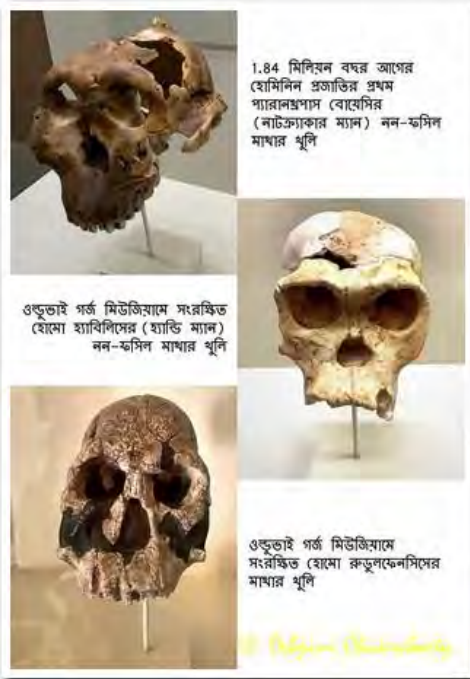 1.84 মিলিয়ন বছর আগের
হোমিনিন প্রজাতির প্রথম
প্যারানথ্রপাস বোয়েসির
(নাটক্র্যাকার ম্যান) নন-ফসিল
মাথার খুলি
ওল্ডুভাই গর্জ মিউজিয়ামে সংরক্ষিত
হোমো হ্যাবিলিসের (হ্যান্ডি ম্যান)
নন-ফসিল মাথার খুলি
ওল্ডুভাই গর্জ মিউজিয়ামে
সংরক্ষিত হোমো রুডুলফেনসিসের
মাথার খুলি